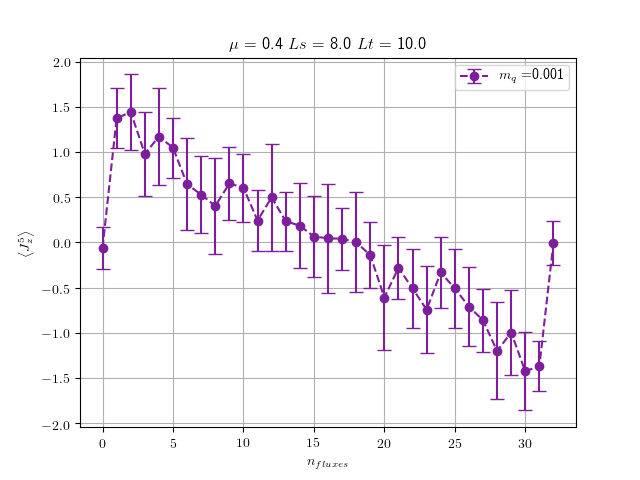 μ = 0.4 Ls = 8.0 Lt = 10.0
m_q =0.001
2.0
1.5
1.0
0.5
0.0
−0.5
−1.0
−1.5
−2.0
⟨J_z^5⟩
0 5 10 15 20 25 30
n_{fluxes}